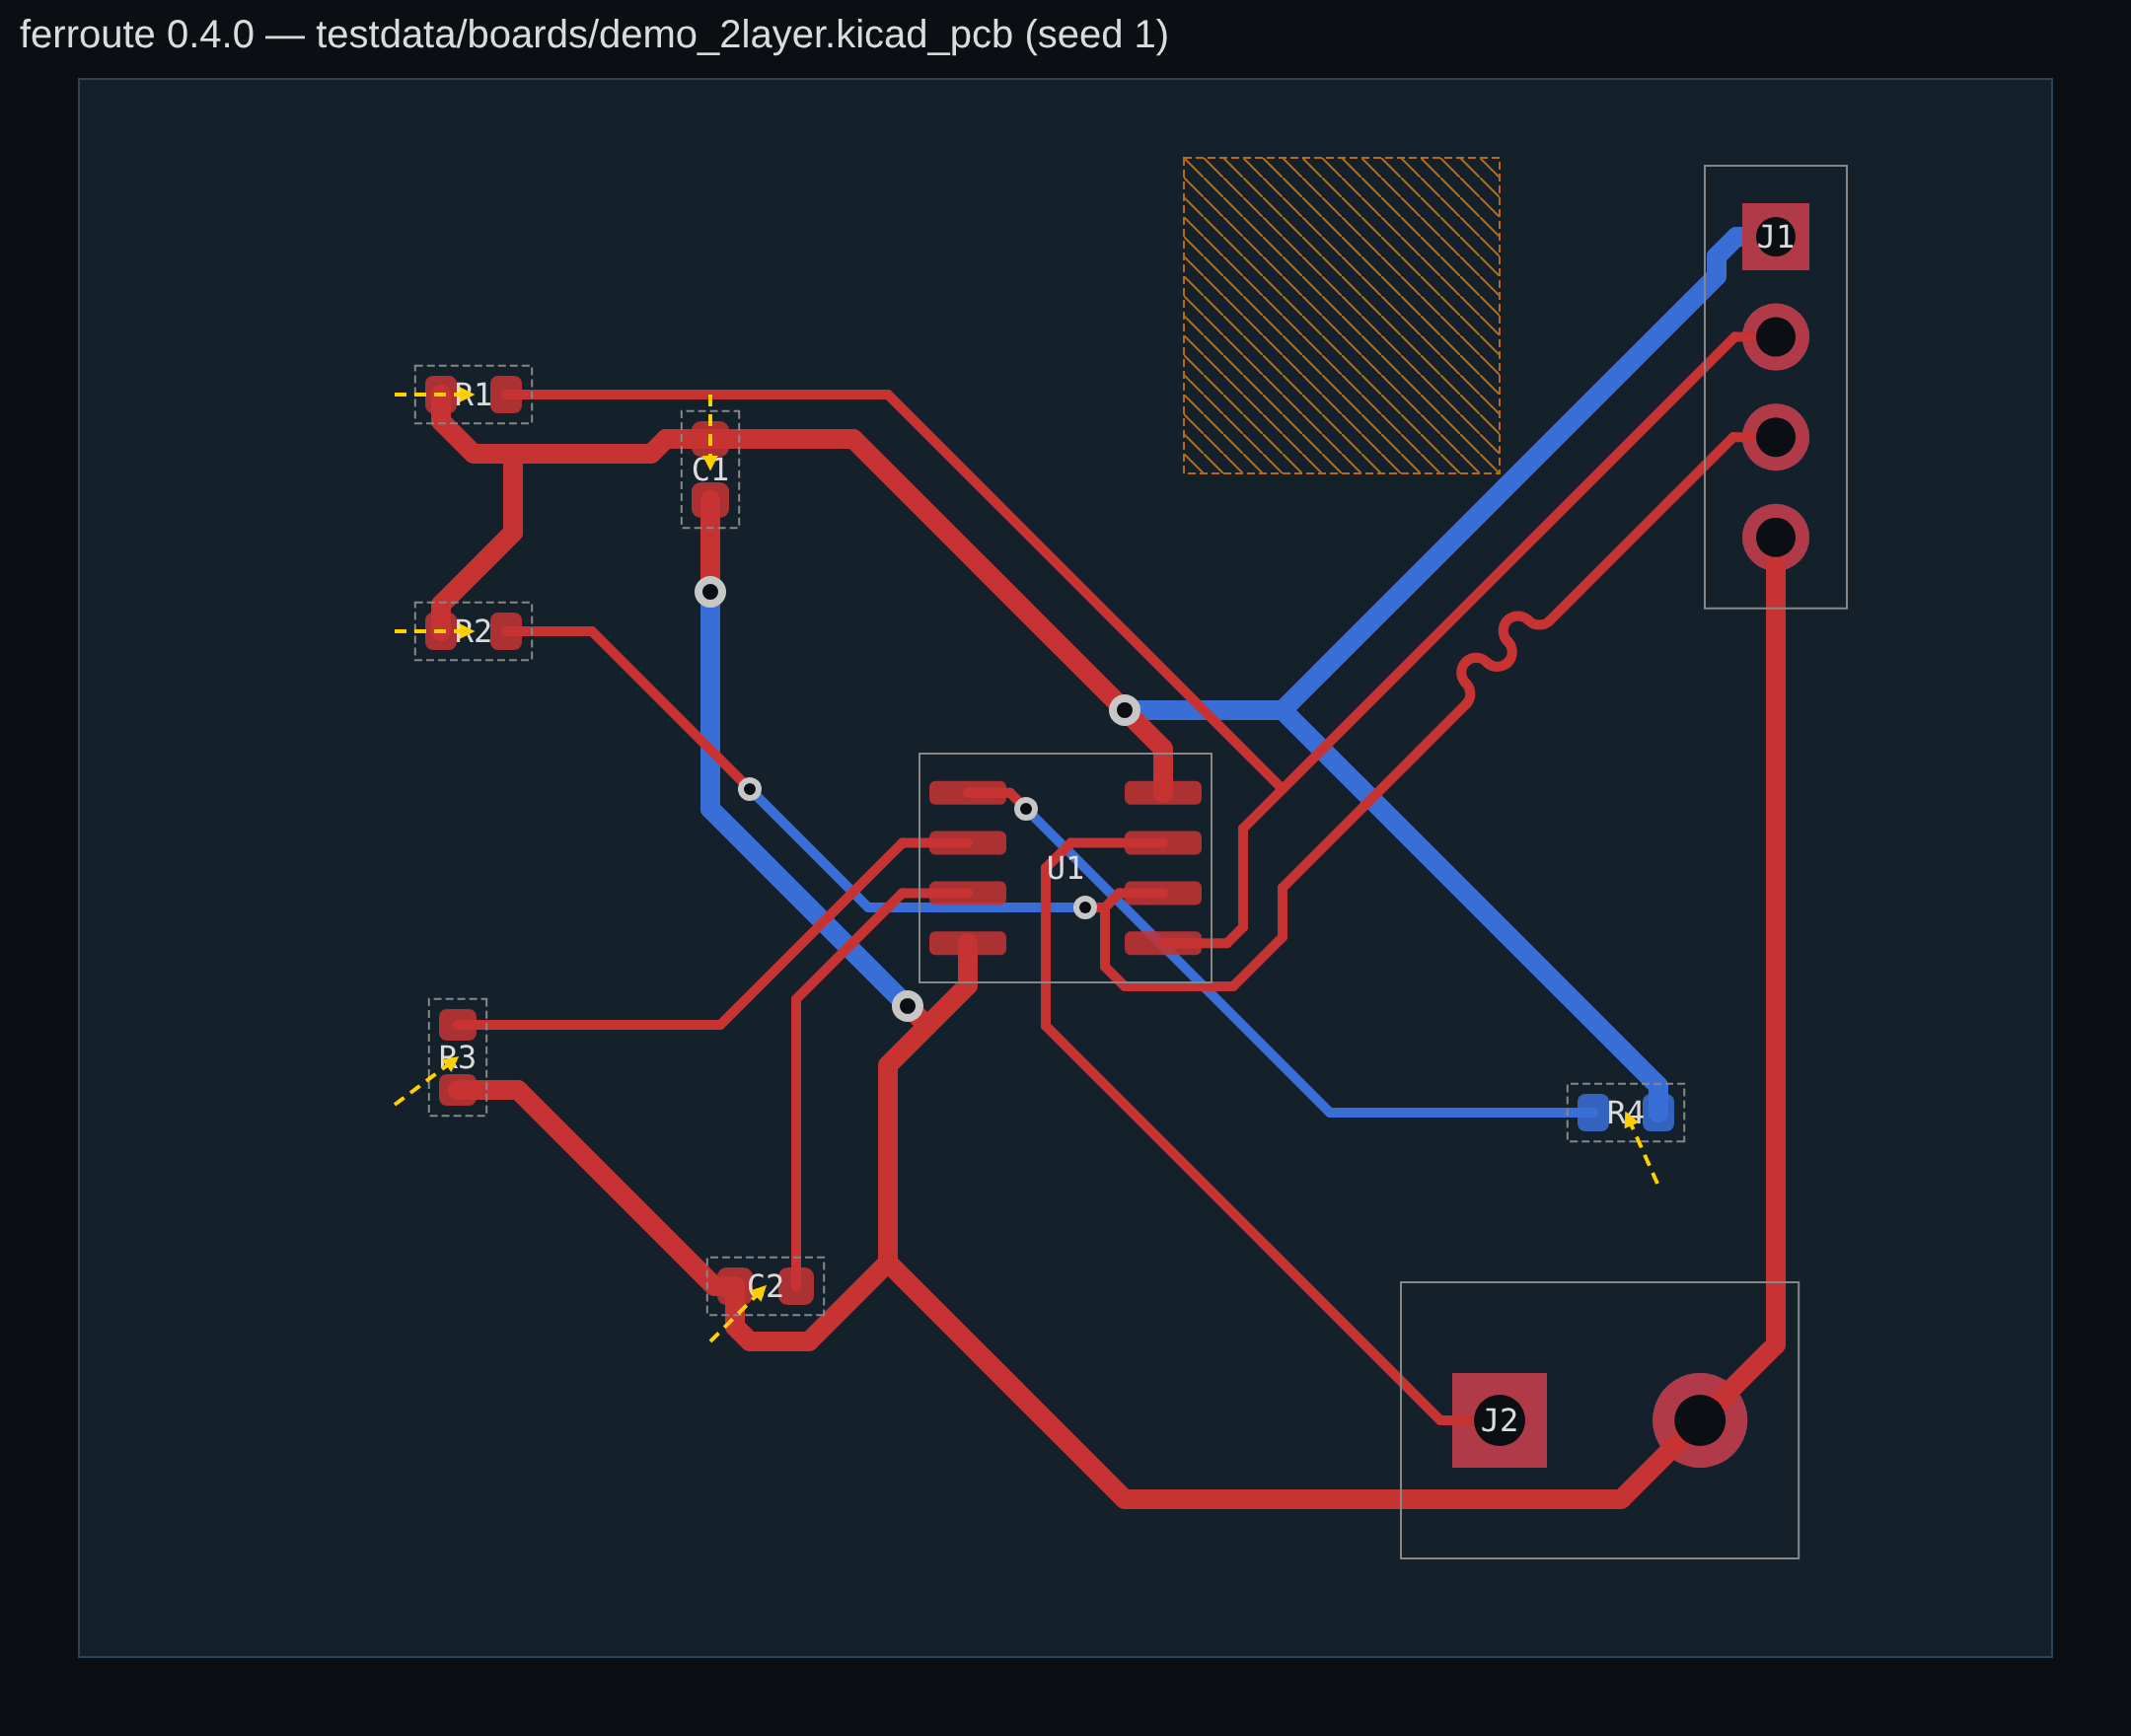 ferroute 0.4.0 — testdata/boards/demo_2layer.kicad_pcb (seed 1)
J1
R1
C1
R2
U1
R3
R4
C2
J2